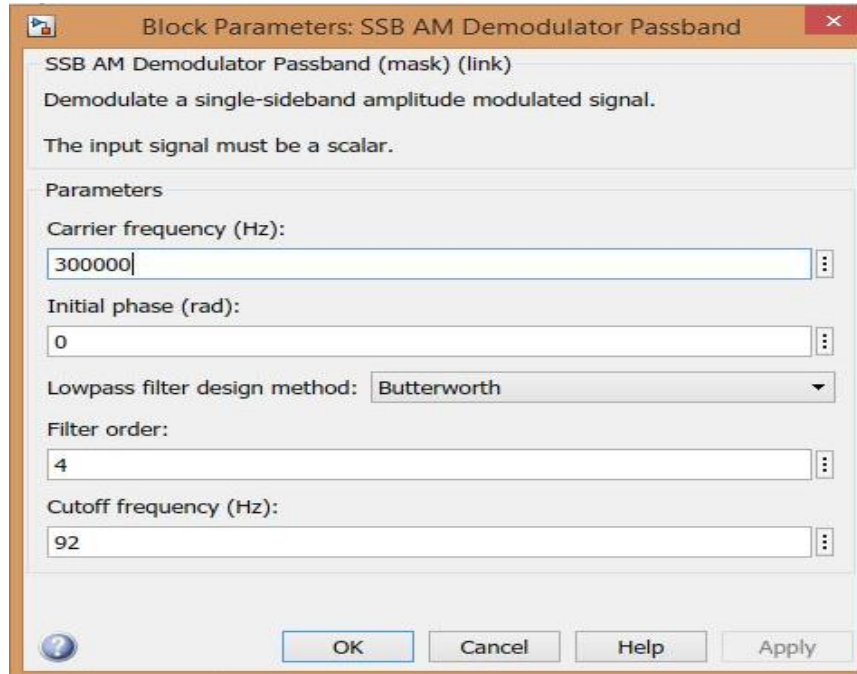 Block Parameters: SSB AM Demodulator Passband
SSB AM Demodulator Passband (mask) (link)
Demodulate a single-sideband amplitude modulated signal.
The input signal must be a scalar.
Parameters
Carrier frequency (Hz):
300000
Initial phase (rad):
0
Lowpass filter design method: Butterworth
Filter order:
4
Cutoff frequency (Hz):
92
OK Cancel Help Apply